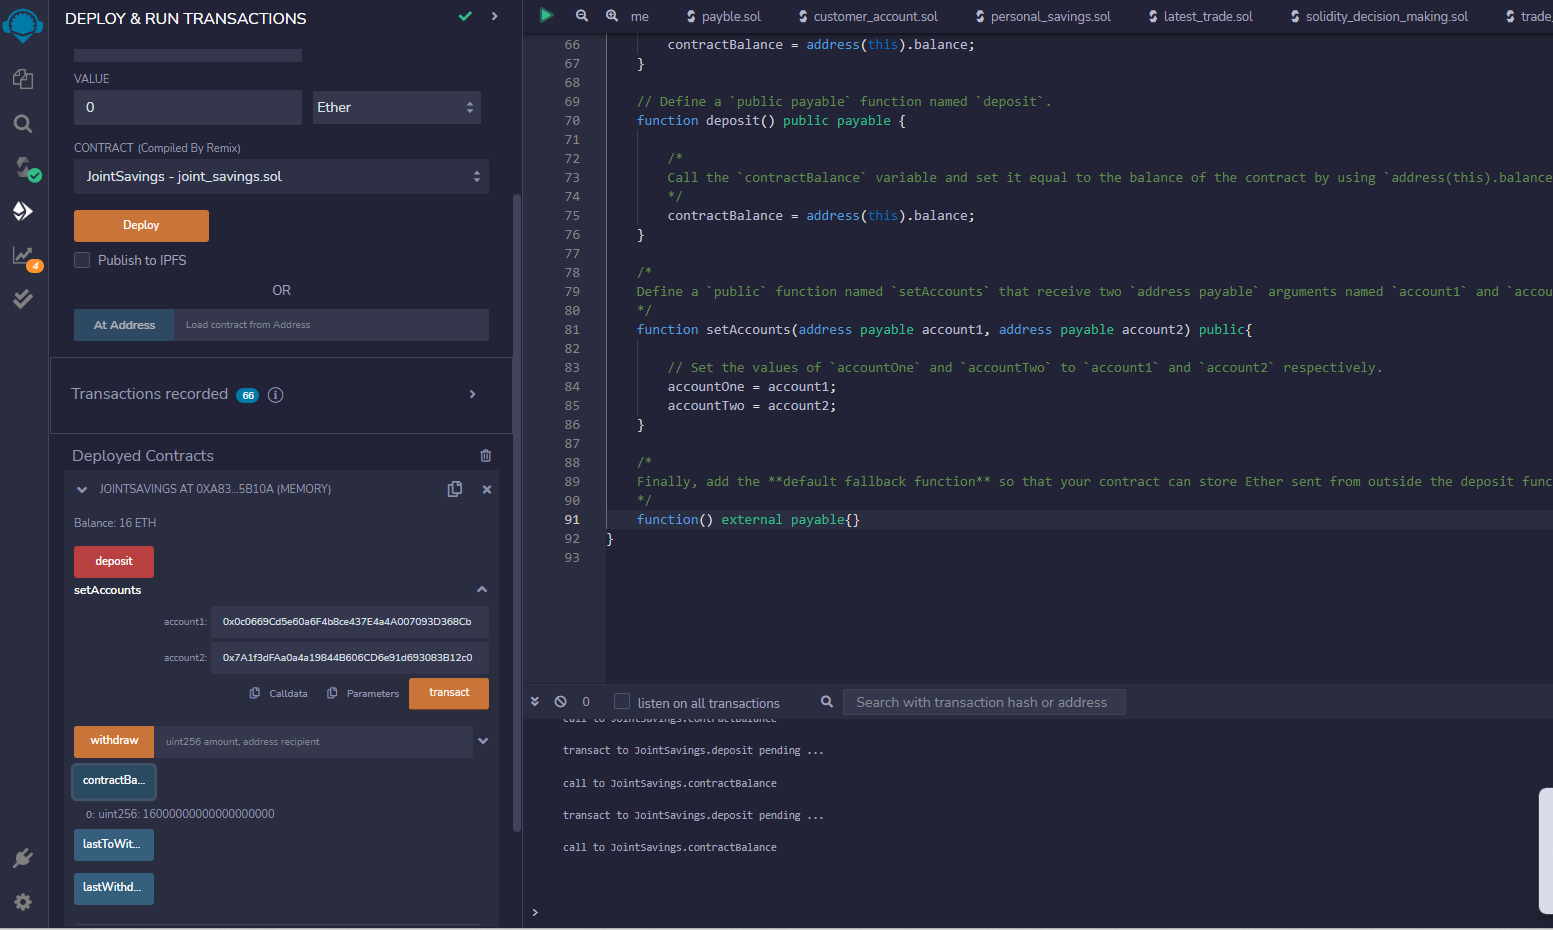 DEPLOY & RUN TRANSACTIONS
VALUE
0
Ether
CONTRACT (Compiled By Remix)
JointSavings - joint_savings.sol
Deploy
Publish to IPFS
OR
At Address
Load contract from Address
Transactions recorded 66 i
Deployed Contracts
JOINTSAVINGS AT 0XA83...5B10A (MEMORY)
Balance: 16 ETH
deposit
setAccounts
account1: 0x0c0669Cd5e60a6F4b8ce437E4a4A007093D368Cb
account2: 0x7A1f3dFAa0a4a19844B606CD6e91d693083B12c0
Calldata
Parameters
transact
withdraw
uint256 amount, address recipient
contractBa...
0: uint256: 16000000000000000000
lastToWit...
lastWithd...
4
me
payble.sol
customer_account.sol
personal_savings.sol
latest_trade.sol
solidity_decision_making.sol
trade_
66 contractBalance = address(this).balance;
67 }
68
69 // Define a `public payable` function named `deposit`.
70 function deposit() public payable {
71
72 /*
73 Call the `contractBalance` variable and set it equal to the balance of the contract by using `address(this).balance
74 */
75 contractBalance = address(this).balance;
76 }
77
78 /*
79 Define a `public` function named `setAccounts` that receive two `address payable` arguments named `account1` and `accou
80 */
81 function setAccounts(address payable account1, address payable account2) public{
82
83 // Set the values of `accountOne` and `accountTwo` to `account1` and `account2` respectively.
84 accountOne = account1;
85 accountTwo = account2;
86 }
87
88 /*
89 Finally, add the **default fallback function** so that your contract can store Ether sent from outside the deposit func
90 */
91 function() external payable{}
92 }
93
0
listen on all transactions
Search with transaction hash or address
call to JointSavings.contractBalance
transact to JointSavings.deposit pending ...
call to JointSavings.contractBalance
transact to JointSavings.deposit pending ...
call to JointSavings.contractBalance
>